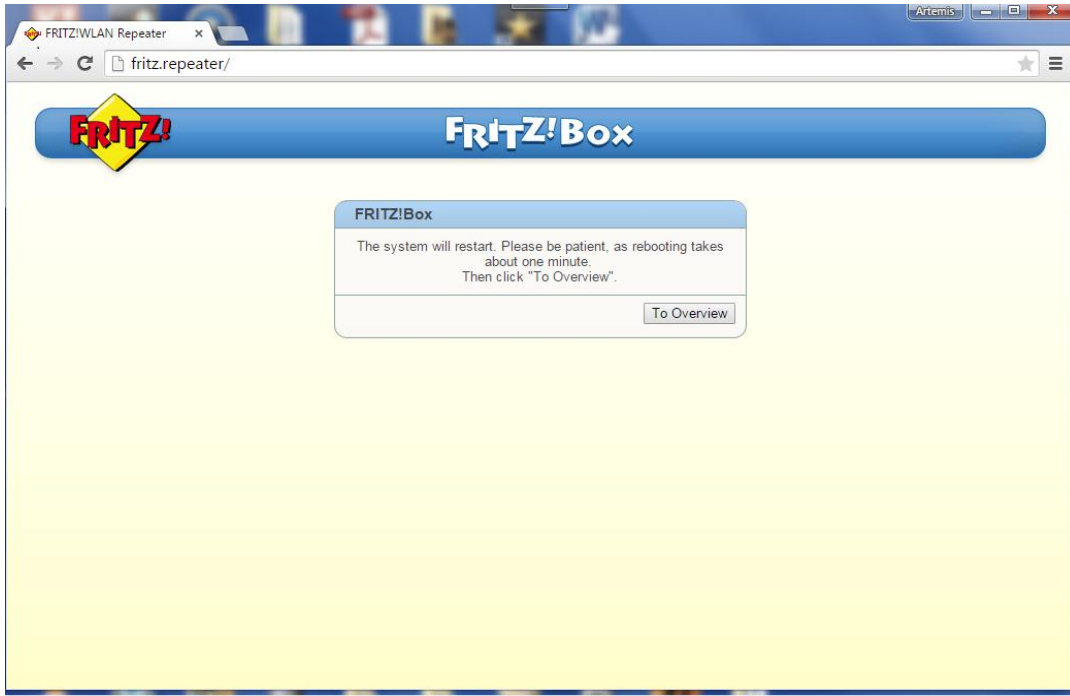 Artemis
FRITZ!WLAN Repeater
fritz.repeater/
FRITZ!
FRITZ!Box
FRITZ!Box
The system will restart. Please be patient, as rebooting takes
about one minute.
Then click "To Overview".
To Overview